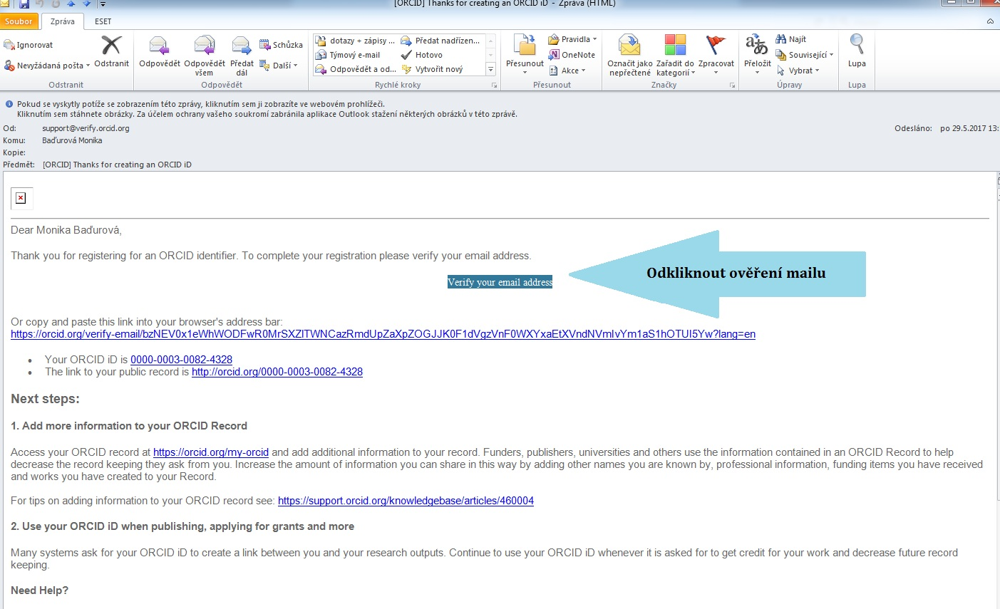 [ORCID] Thanks for creating an ORCID iD - Zpráva (HTML)
Soubor
Zpráva
ESET
Ignorovat
Nevyžádaná pošta
Odstranit
Odstranit
Odpovědět
Odpovědět všem
Předat dál
Schůzka
Další
Odpovědět
dotazy + zápisy ...
Předat nadřízen...
Týmový e-mail
Hotovo
Odpovědět a od...
Vytvořit nový
Rychlé kroky
Přesunout
Pravidla
OneNote
Akce
Přesunout
Označit jako nepřečtené
Zařadit do kategorií
Zpracovat
Značky
Přeložit
Najít
Související
Vybrat
Úpravy
Lupa
Lupa
Pokud se vyskytly potíže se zobrazením této zprávy, kliknutím sem ji zobrazíte ve webovém prohlížeči.
Kliknutím sem stáhnete obrázky. Za účelem ochrany vašeho soukromí zabránila aplikace Outlook stažení některých obrázků v této zprávě.
Od: support@verify.orcid.org
Odesláno: po 29.5.2017 13:
Komu: Baďurová Monika
Kopie:
Předmět: [ORCID] Thanks for creating an ORCID iD
Dear Monika Baďurová,
Thank you for registering for an ORCID identifier. To complete your registration please verify your email address.
Odkliknout ověření mailu
Verify your email address
Or copy and paste this link into your browser's address bar:
https://orcid.org/verify-email/bzNEV0x1eWhWODFwR0MrSXZlTWNCazRmdUpZaXpZOGJJK0F1dVgzVnF0WXYxaEtXVndNVmIvYm1aS1hOTUI5Yw?lang=en
• Your ORCID iD is 0000-0003-0082-4328
• The link to your public record is http://orcid.org/0000-0003-0082-4328
Next steps:
1. Add more information to your ORCID Record
Access your ORCID record at https://orcid.org/my-orcid and add additional information to your record. Funders, publishers, universities and others use the information contained in an ORCID Record to help
decrease the record keeping they ask from you. Increase the amount of information you can share in this way by adding other names you are known by, professional information, funding items you have received
and works you have created to your Record.
For tips on adding information to your ORCID record see: https://support.orcid.org/knowledgebase/articles/460004
2. Use your ORCID iD when publishing, applying for grants and more
Many systems ask for your ORCID iD to create a link between you and your research outputs. Continue to use your ORCID iD whenever it is asked for to get credit for your work and decrease future record
keeping.
Need Help?